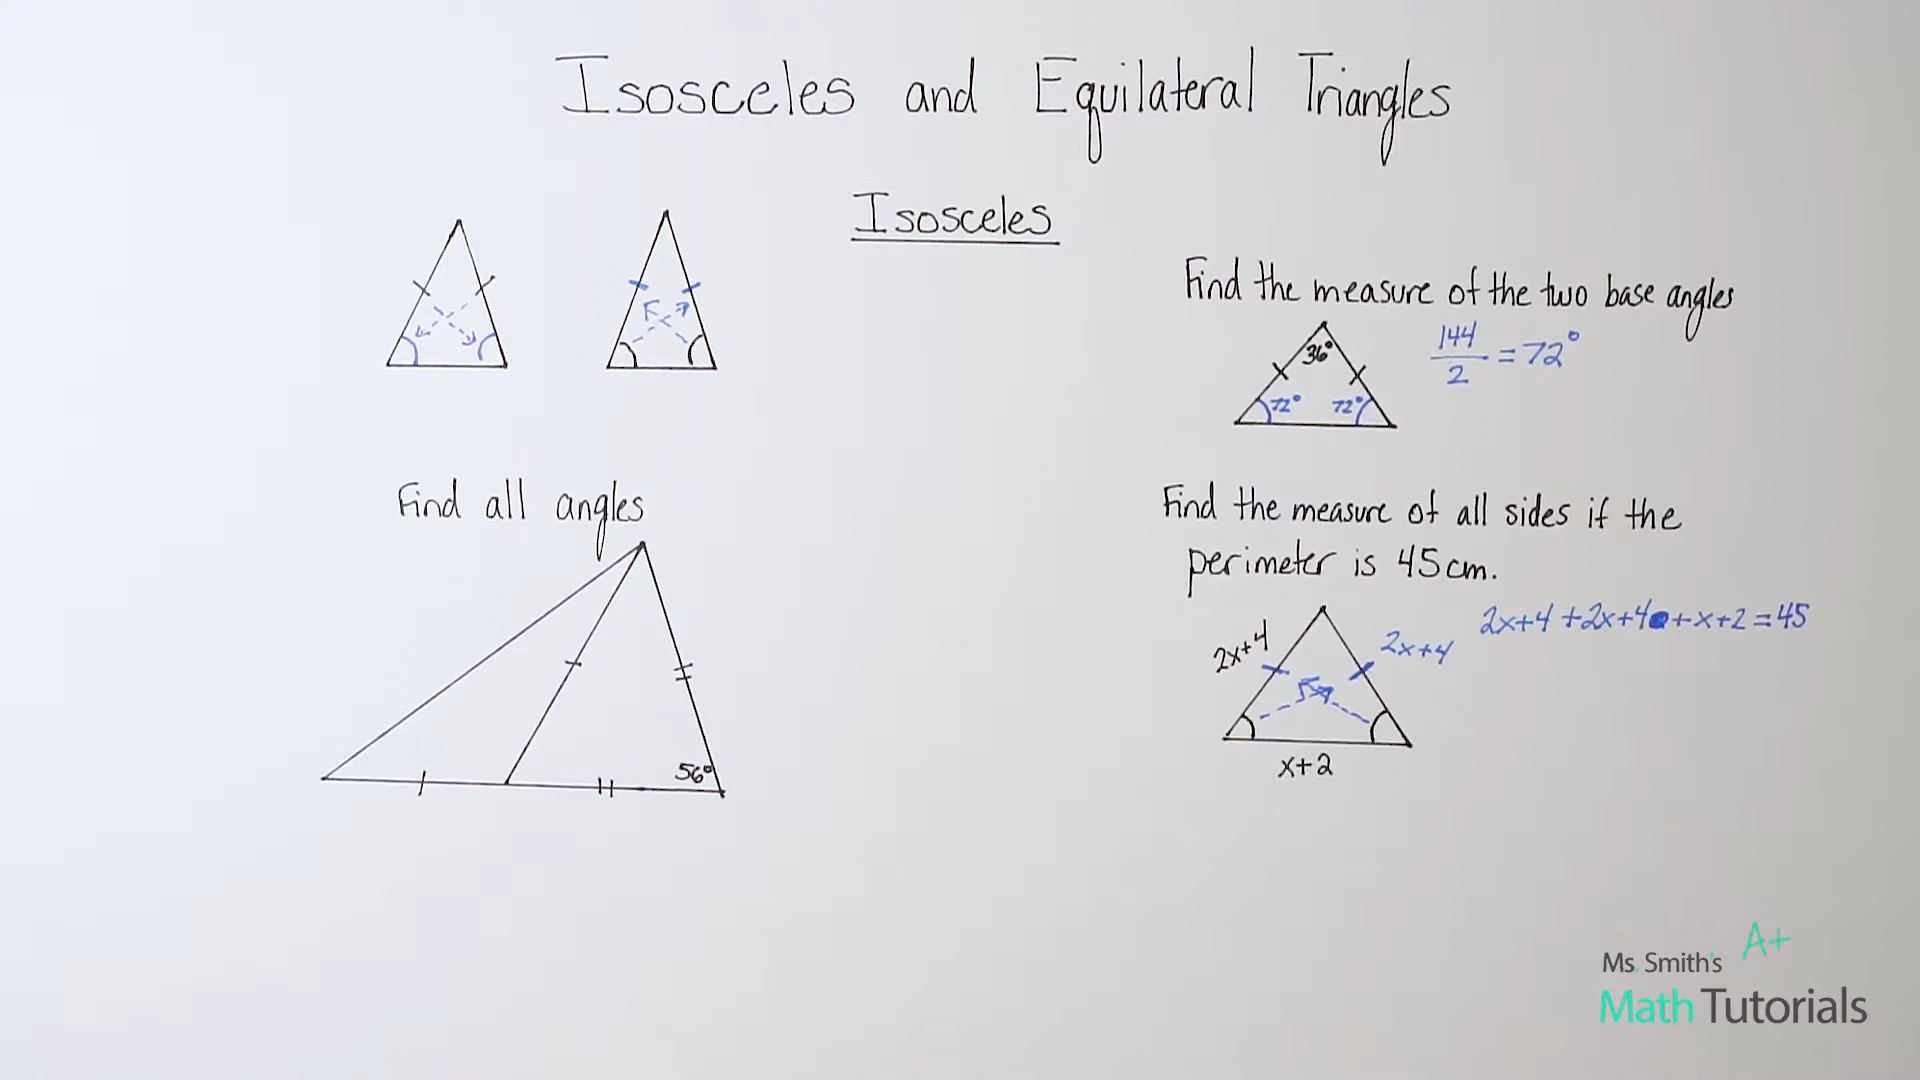 Isosceles and Equilateral Triangles
Isosceles
Find the measure of the two base angles
36°
144
2
= 72°
72° 72°
Find all angles
56°
Find the measure of all sides if the
perimeter is 45cm.
2x+4
2x+4
2x+4 +2x+4 +x+2=45
x+2
A+
Ms. Smith's
Math Tutorials